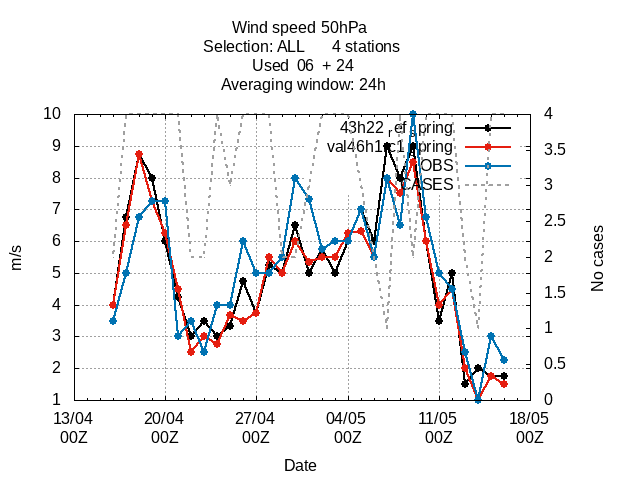 Wind speed 50hPa
Selection: ALL 4 stations
Used 06 + 24
Averaging window: 24h
43h22_ref_spring
val46h1_c1_spring
OBS
CASES
10
9
8
7
6
5
4
3
2
1
m/s
4
3.5
3
2.5
2
1.5
1
0.5
0
No cases
13/04 20/04 27/04 04/05 11/05 18/05
00Z 00Z 00Z 00Z 00Z 00Z
Date